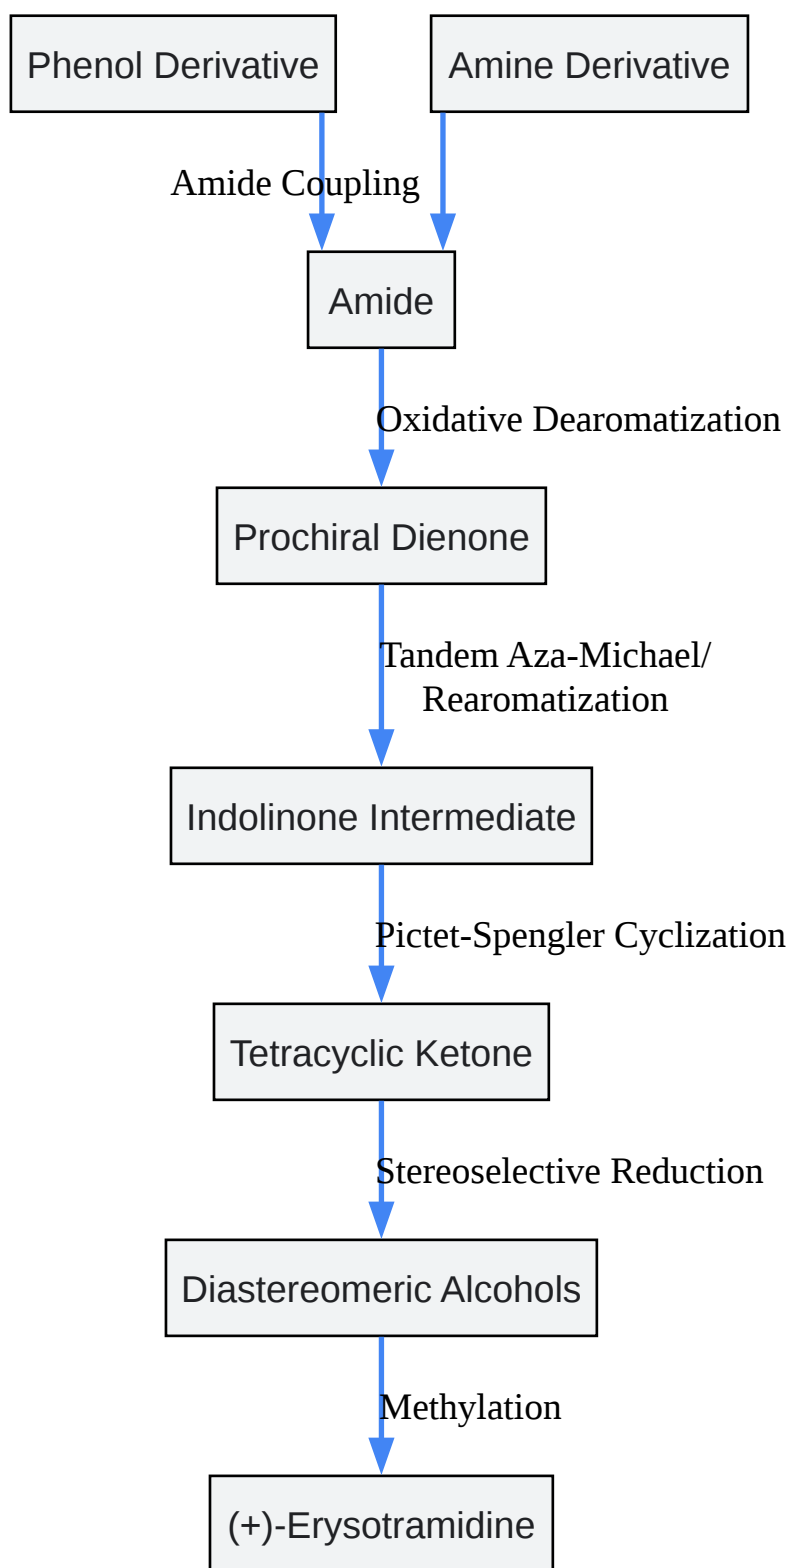 Phenol Derivative
Amine Derivative
Amide Coupling
Amide
Oxidative Dearomatization
Prochiral Dienone
Tandem Aza-Michael/
Rearomatization
Indolinone Intermediate
Pictet-Spengler Cyclization
Tetracyclic Ketone
Stereoselective Reduction
Diastereomeric Alcohols
Methylation
(+)-Erysotramidine